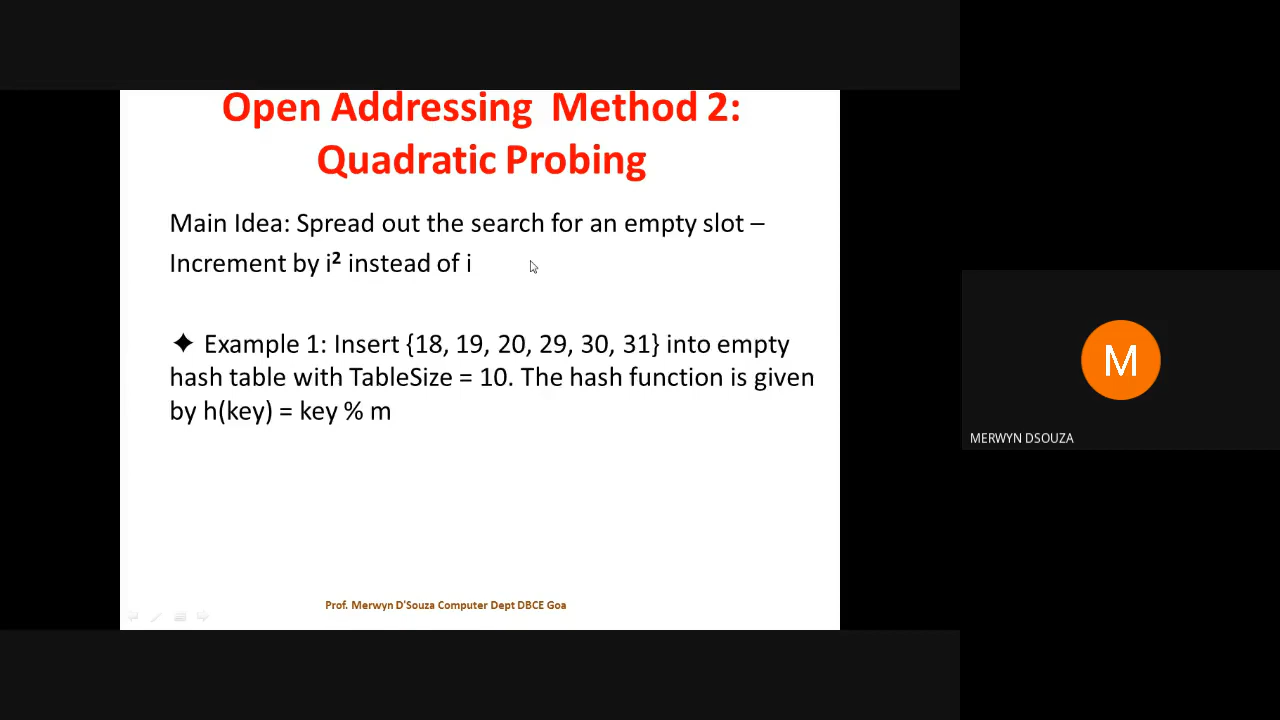 Open Addressing Method 2:
Quadratic Probing
Main Idea: Spread out the search for an empty slot –
Increment by i² instead of i
✦ Example 1: Insert {18, 19, 20, 29, 30, 31} into empty
hash table with TableSize = 10. The hash function is given
by h(key) = key % m
Prof. Merwyn D'Souza Computer Dept DBCE Goa
M
MERWYN DSOUZA